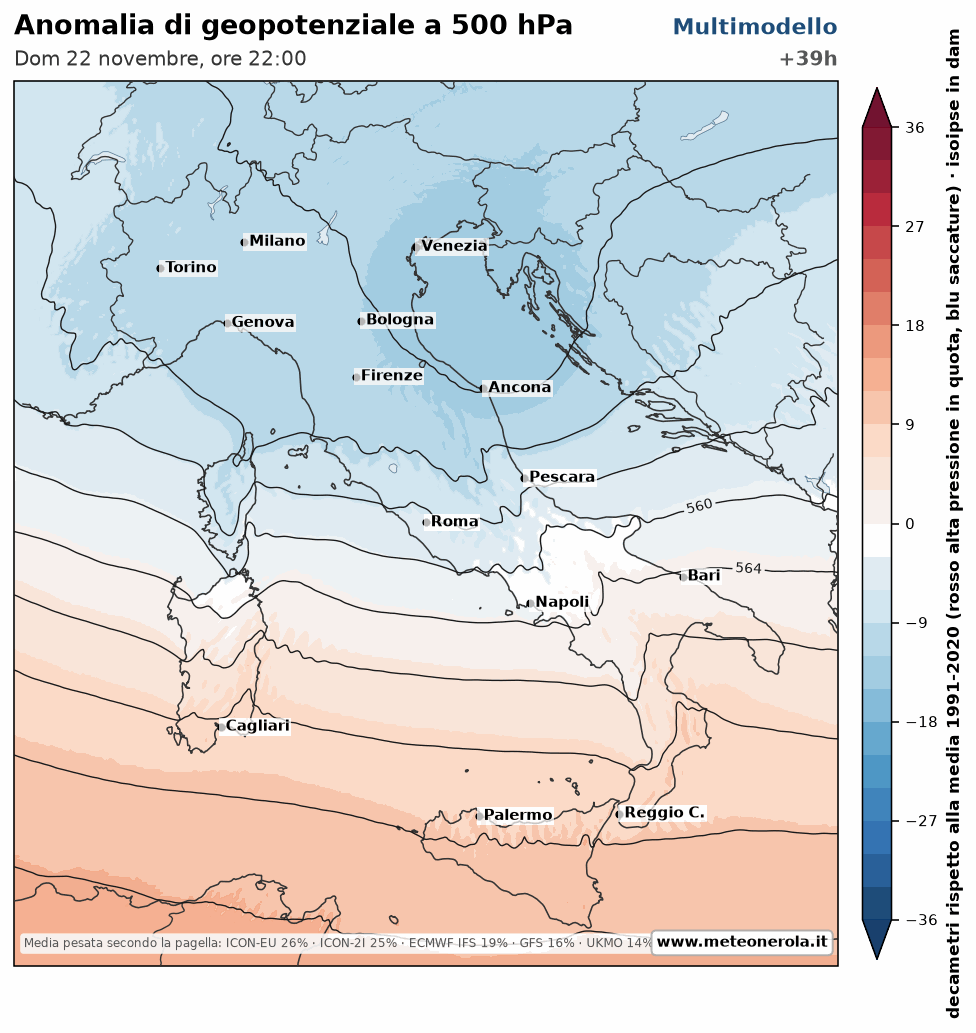 Anomalia di geopotenziale a 500 hPa
Multimodello
Dom 22 novembre, ore 22:00
+39h
Milano
Venezia
Torino
Genova
Bologna
Firenze
Ancona
Pescara
560
Roma
564
Bari
Napoli
Cagliari
Palermo
Reggio C.
Media pesata secondo la pagella: ICON-EU 26% · ICON-2I 25% · ECMWF IFS 19% · GFS 16% · UKMO 14%
www.meteonerola.it
36
27
18
9
0
−9
−18
−27
−36
decametri rispetto alla media 1991-2020 (rosso alta pressione in quota, blu saccature) · isoipse in dam